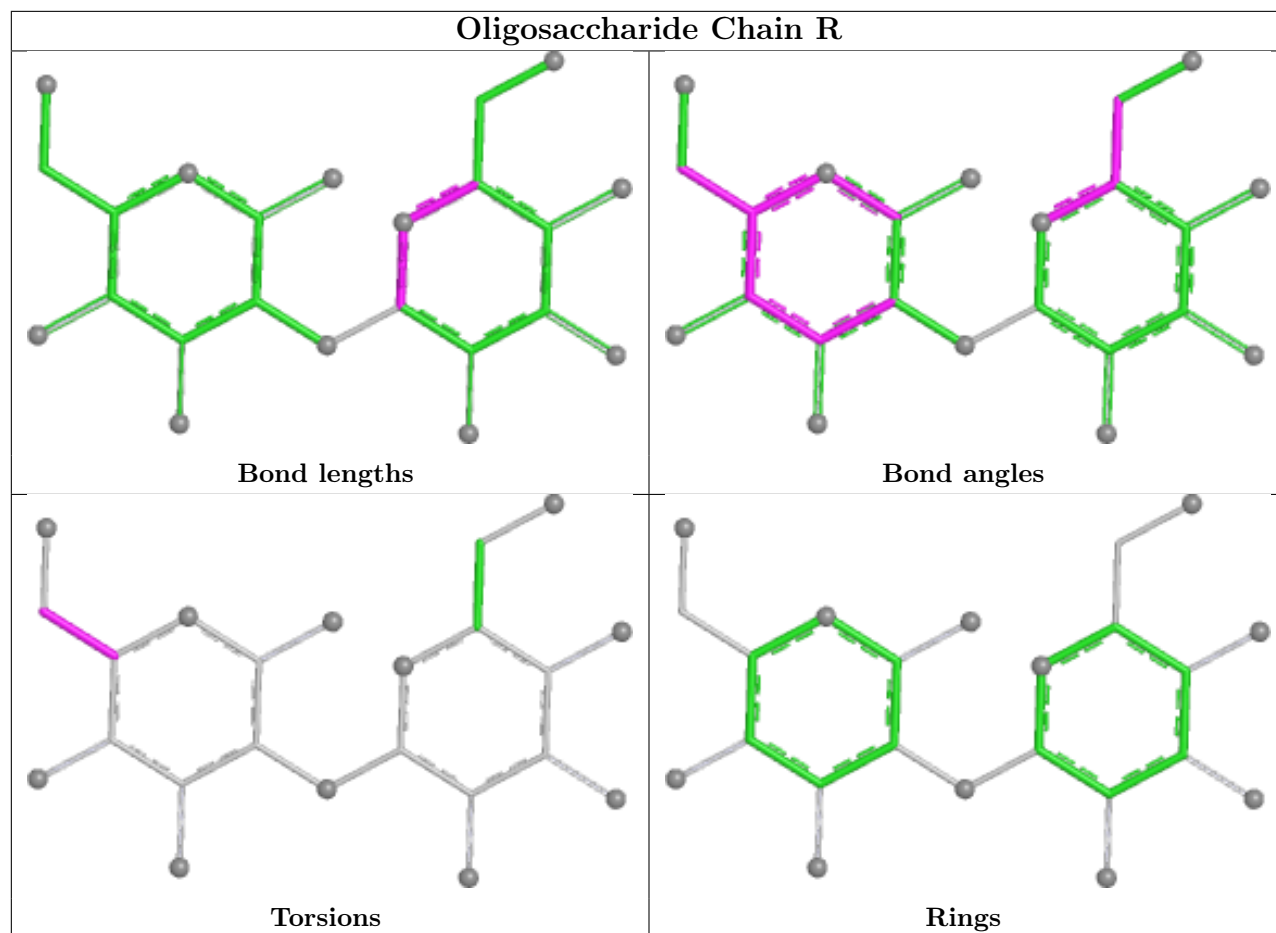 Oligosaccharide Chain R
Bond lengths
Bond angles
Torsions
Rings